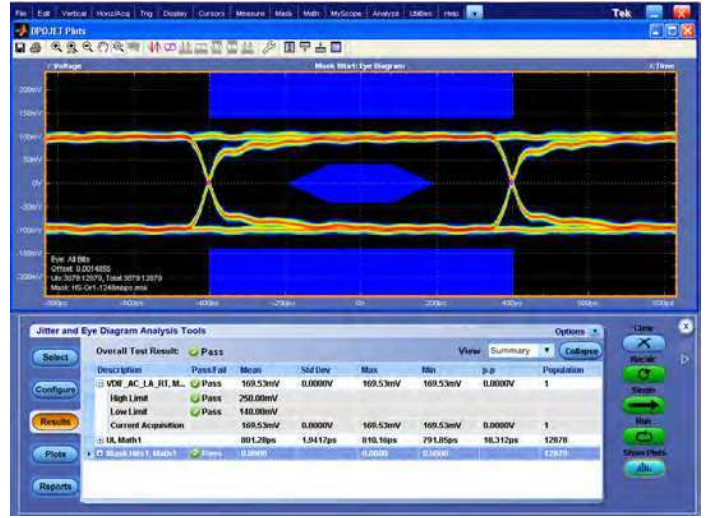 File Edit Vertical Horiz/Acq Trig Display Cursors Measure Mask Math MyScope Analyze Utilities Help Tek
DPOJET Plots
Y:Voltage Mask Hits1: Eye Diagram X:Time
200mV
150mV
100mV
50mV
0V
-50mV
-100mV
-150mV
-200mV
Eye: All Bits
Offset: 0.0014855
UIs:3879:12879, Total:3879:12879
Mask: HS-Gr1-1248mbps.msk
-800ps -600ps -400ps -200ps 0s 200ps 400ps 600ps 800ps
Jitter and Eye Diagram Analysis Tools Options Clear
Select Overall Test Result: Pass View Summary Collapse
Recalc
Description Pass/Fail Mean Std Dev Max Min p-p Population
VDIF_AC_LA_RT, M... Pass 169.53mV 0.0000V 169.53mV 169.53mV 0.0000V 1
Configure High Limit Pass 250.00mV Single
Low Limit Pass 140.00mV
Results Current Acquisition 169.53mV 0.0000V 169.53mV 169.53mV 0.0000V 1 Run
UI, Math1 801.28ps 1.9417ps 810.16ps 791.85ps 18.312ps 12878
Plots Mask Hits1, Math1 Pass 0.0000 0.0000 0.0000 12879 Show Plots
Reports